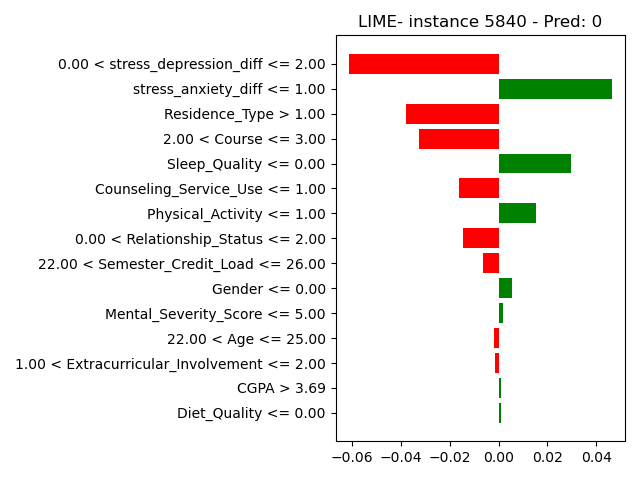 LIME- instance 5840 - Pred: 0
0.00 < stress_depression_diff <= 2.00
stress_anxiety_diff <= 1.00
Residence_Type > 1.00
2.00 < Course <= 3.00
Sleep_Quality <= 0.00
Counseling_Service_Use <= 1.00
Physical_Activity <= 1.00
0.00 < Relationship_Status <= 2.00
22.00 < Semester_Credit_Load <= 26.00
Gender <= 0.00
Mental_Severity_Score <= 5.00
22.00 < Age <= 25.00
1.00 < Extracurricular_Involvement <= 2.00
CGPA > 3.69
Diet_Quality <= 0.00
−0.06 −0.04 −0.02 0.00 0.02 0.04